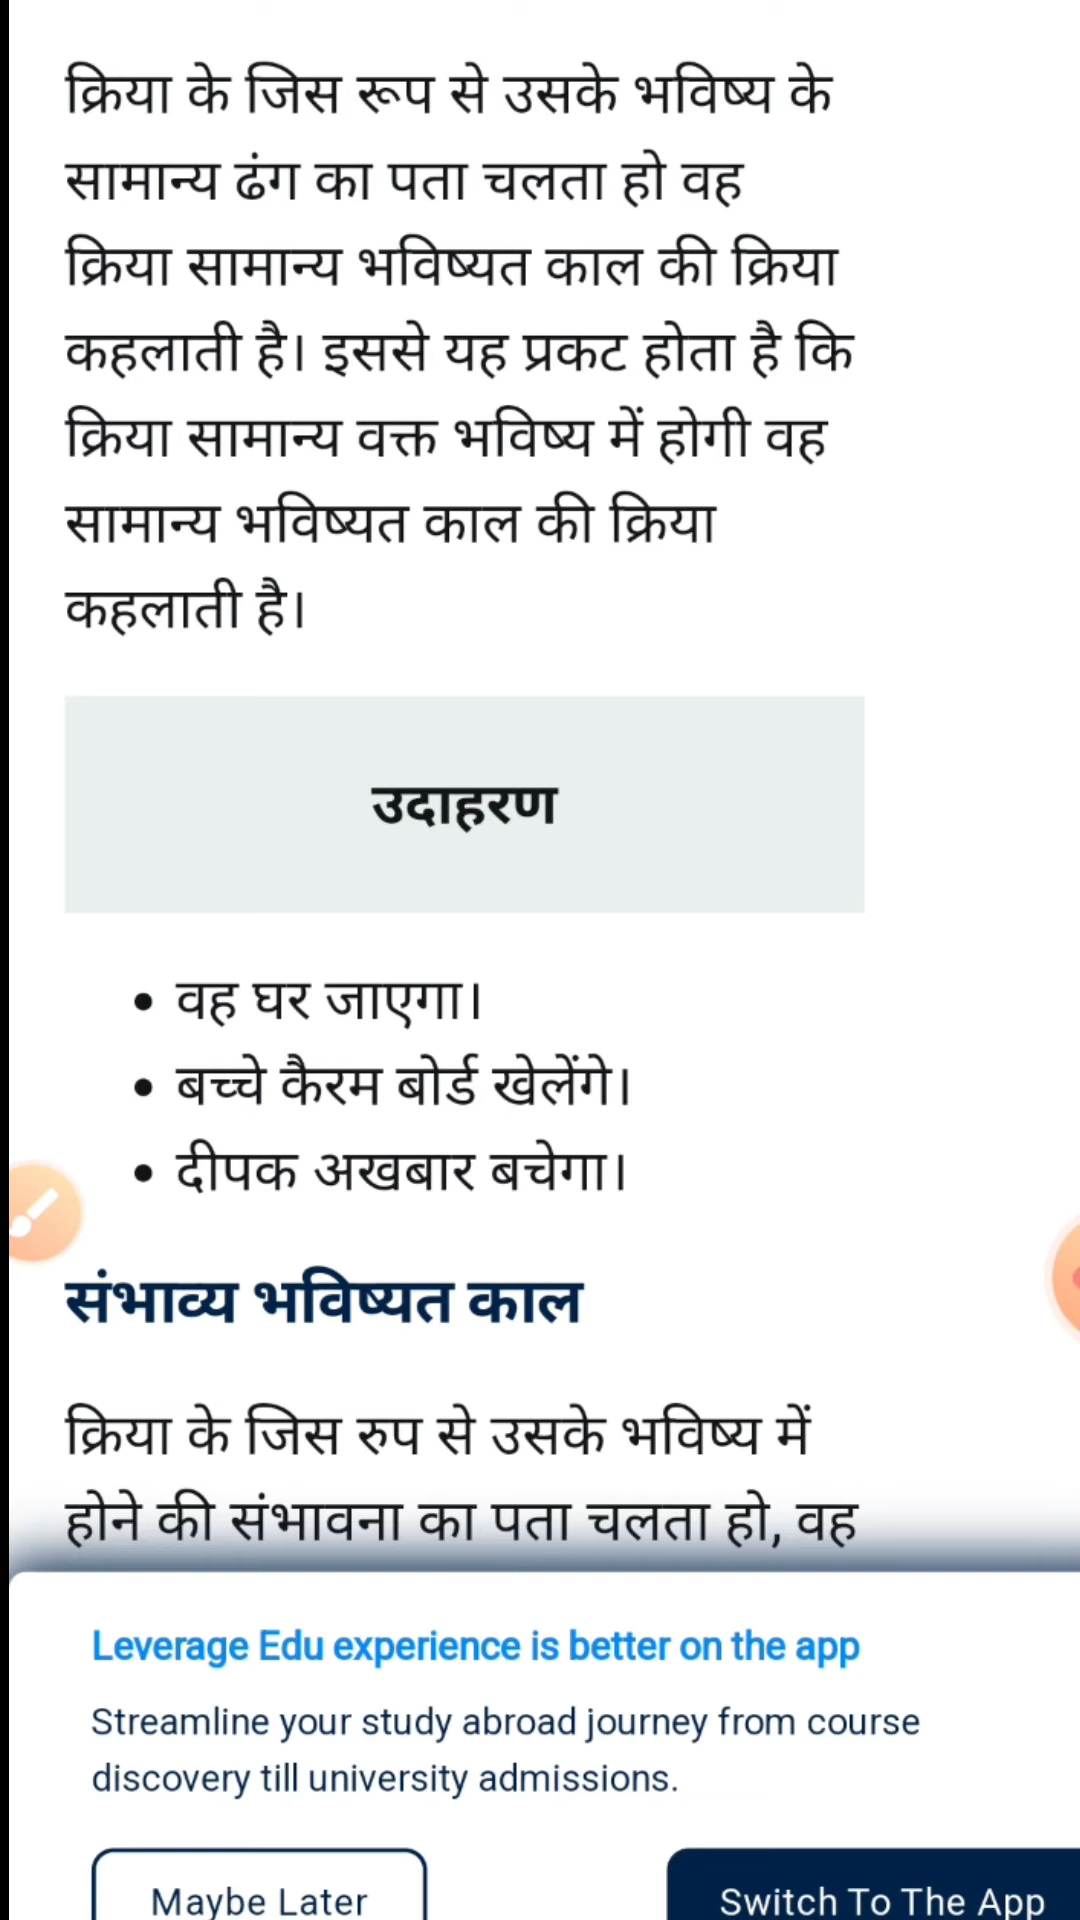 क्रिया के जिस रूप से उसके भविष्य के
सामान्य ढंग का पता चलता हो वह
क्रिया सामान्य भविष्यत काल की क्रिया
कहलाती है। इससे यह प्रकट होता है कि
क्रिया सामान्य वक्त भविष्य में होगी वह
सामान्य भविष्यत काल की क्रिया
कहलाती है।
उदाहरण
• वह घर जाएगा।
• बच्चे कैरम बोर्ड खेलेंगे।
• दीपक अखबार बचेगा।
संभाव्य भविष्यत काल
क्रिया के जिस रुप से उसके भविष्य में
होने की संभावना का पता चलता हो, वह
Leverage Edu experience is better on the app
Streamline your study abroad journey from course
discovery till university admissions.
Maybe Later
Switch To The App